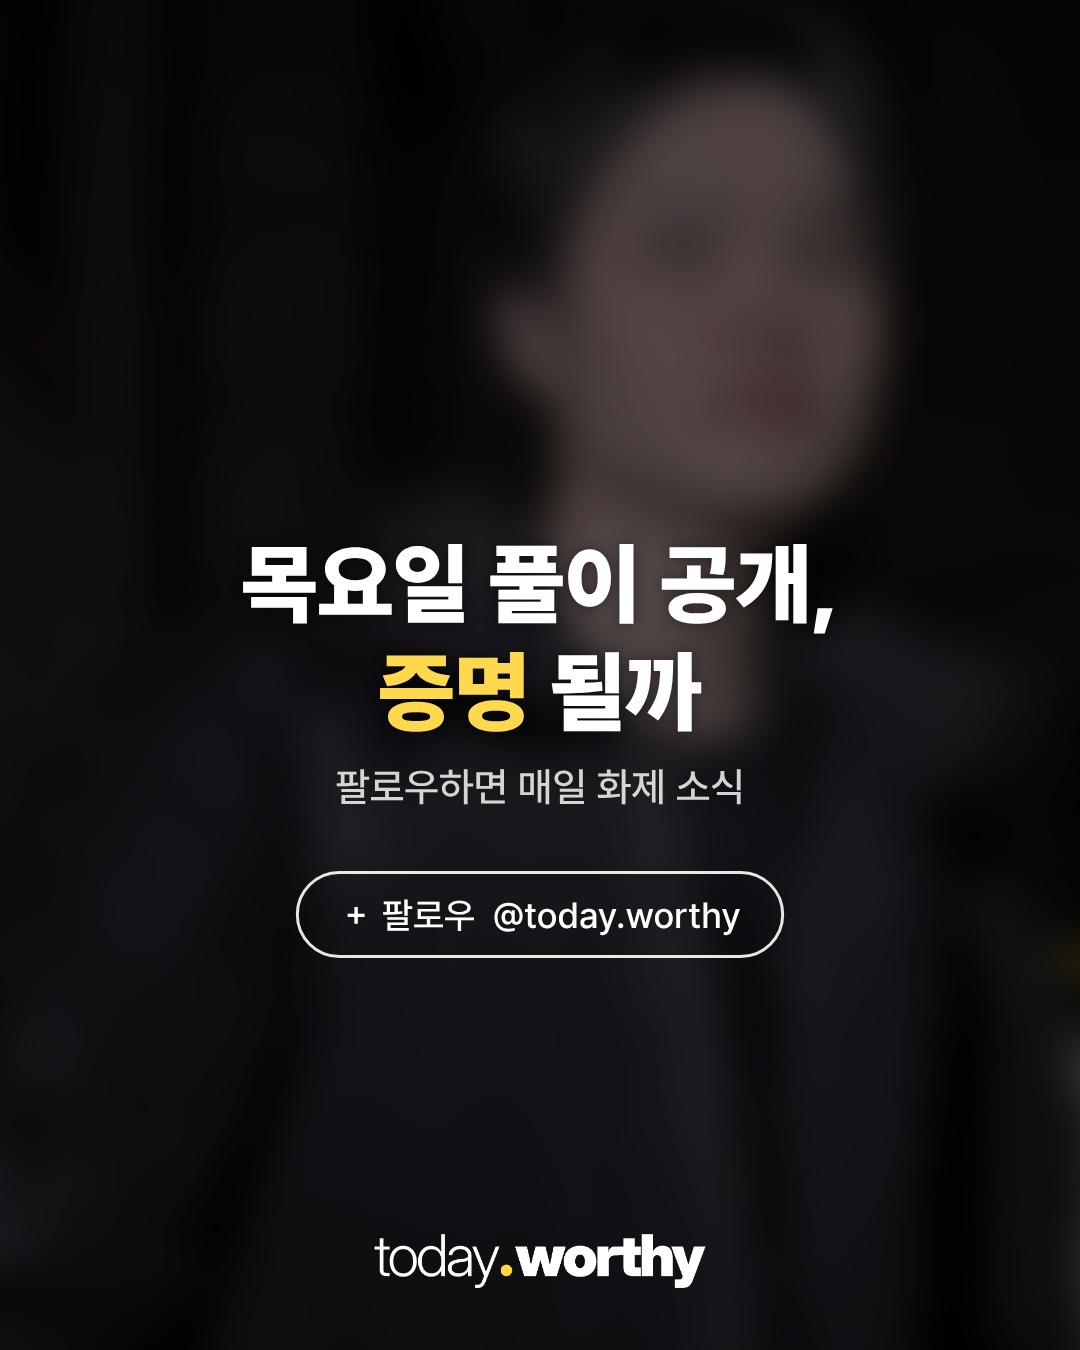 목요일 풀이 공개,
증명 될까
팔로우하면 매일 화제 소식
+ 팔로우 @today.worthy
today.worthy